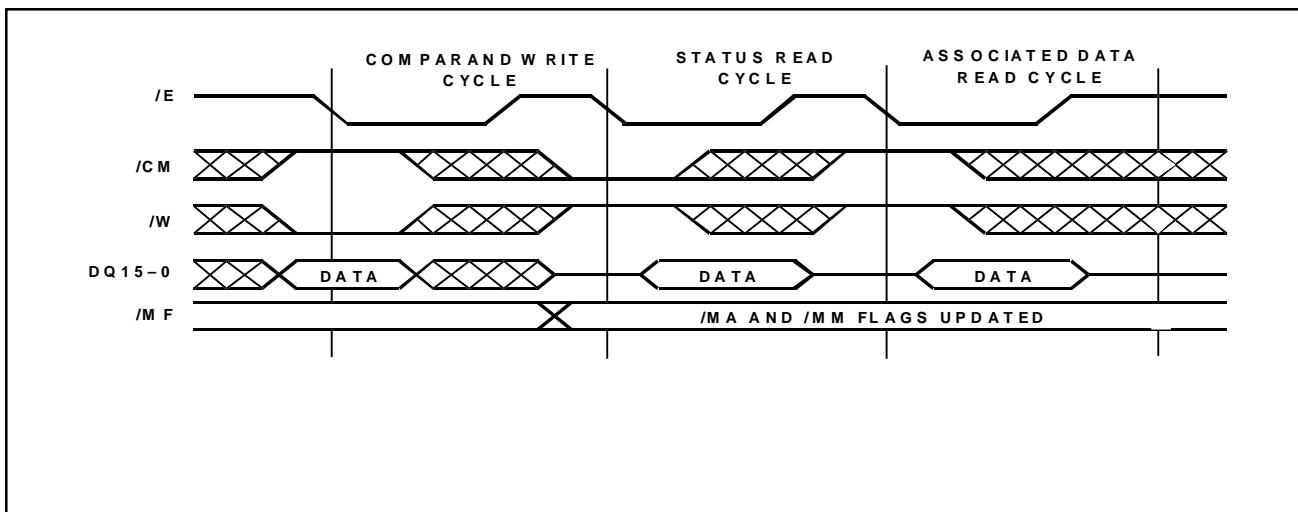 COMPARAND WRITE
CYCLE
STATUS READ
CYCLE
ASSOCIATED DATA
READ CYCLE
/E
/CM
/W
DQ15–0
DATA
DATA
DATA
/MF
/MA AND /MM FLAGS UPDATED